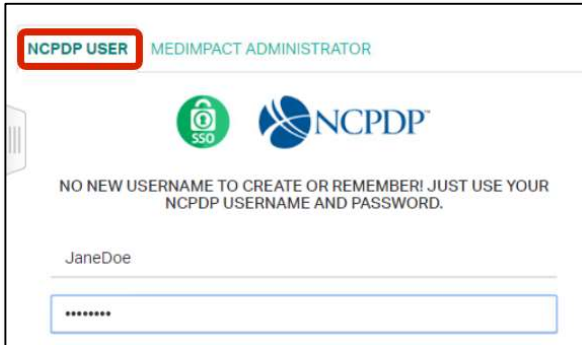 NCPDP USER MEDIMPACT ADMINISTRATOR
SSO NCPDP™
NO NEW USERNAME TO CREATE OR REMEMBER! JUST USE YOUR
NCPDP USERNAME AND PASSWORD.
JaneDoe
••••••••